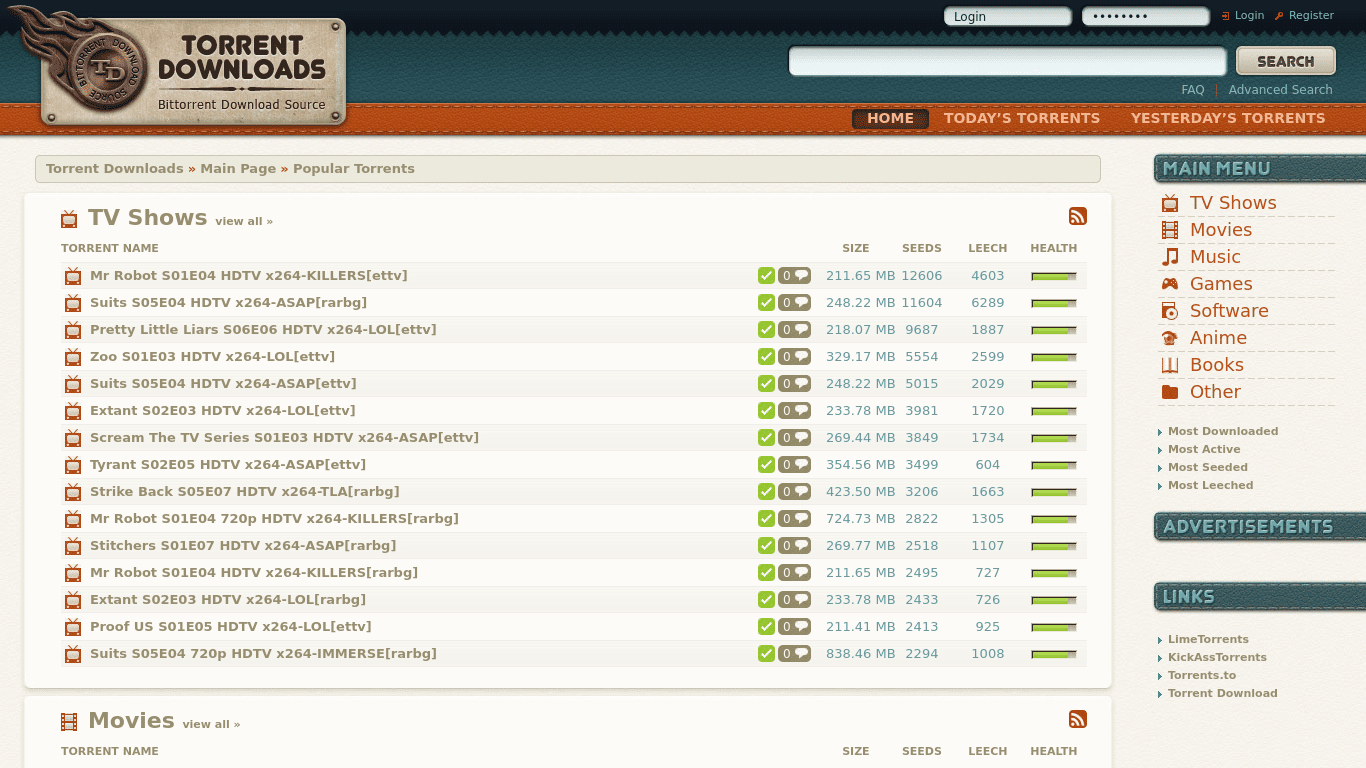 Login
••••••••
Login
Register
TORRENT
DOWNLOADS
BITTORRENT DOWNLOAD SOURCE
TD
Bittorrent Download Source
SEARCH
FAQ | Advanced Search
HOME TODAY’S TORRENTS YESTERDAY’S TORRENTS
Torrent Downloads » Main Page » Popular Torrents
TV Shows view all »
TORRENT NAME SIZE SEEDS LEECH HEALTH
Mr Robot S01E04 HDTV x264-KILLERS[ettv] 0 211.65 MB 12606 4603
Suits S05E04 HDTV x264-ASAP[rarbg] 0 248.22 MB 11604 6289
Pretty Little Liars S06E06 HDTV x264-LOL[ettv] 0 218.07 MB 9687 1887
Zoo S01E03 HDTV x264-LOL[ettv] 0 329.17 MB 5554 2599
Suits S05E04 HDTV x264-ASAP[ettv] 0 248.22 MB 5015 2029
Extant S02E03 HDTV x264-LOL[ettv] 0 233.78 MB 3981 1720
Scream The TV Series S01E03 HDTV x264-ASAP[ettv] 0 269.44 MB 3849 1734
Tyrant S02E05 HDTV x264-ASAP[ettv] 0 354.56 MB 3499 604
Strike Back S05E07 HDTV x264-TLA[rarbg] 0 423.50 MB 3206 1663
Mr Robot S01E04 720p HDTV x264-KILLERS[rarbg] 0 724.73 MB 2822 1305
Stitchers S01E07 HDTV x264-ASAP[rarbg] 0 269.77 MB 2518 1107
Mr Robot S01E04 HDTV x264-KILLERS[rarbg] 0 211.65 MB 2495 727
Extant S02E03 HDTV x264-LOL[rarbg] 0 233.78 MB 2433 726
Proof US S01E05 HDTV x264-LOL[ettv] 0 211.41 MB 2413 925
Suits S05E04 720p HDTV x264-IMMERSE[rarbg] 0 838.46 MB 2294 1008
Movies view all »
TORRENT NAME SIZE SEEDS LEECH HEALTH
MAIN MENU
TV Shows
Movies
Music
Games
Software
Anime
Books
Other
Most Downloaded
Most Active
Most Seeded
Most Leeched
ADVERTISEMENTS
LINKS
LimeTorrents
KickAssTorrents
Torrents.to
Torrent Download